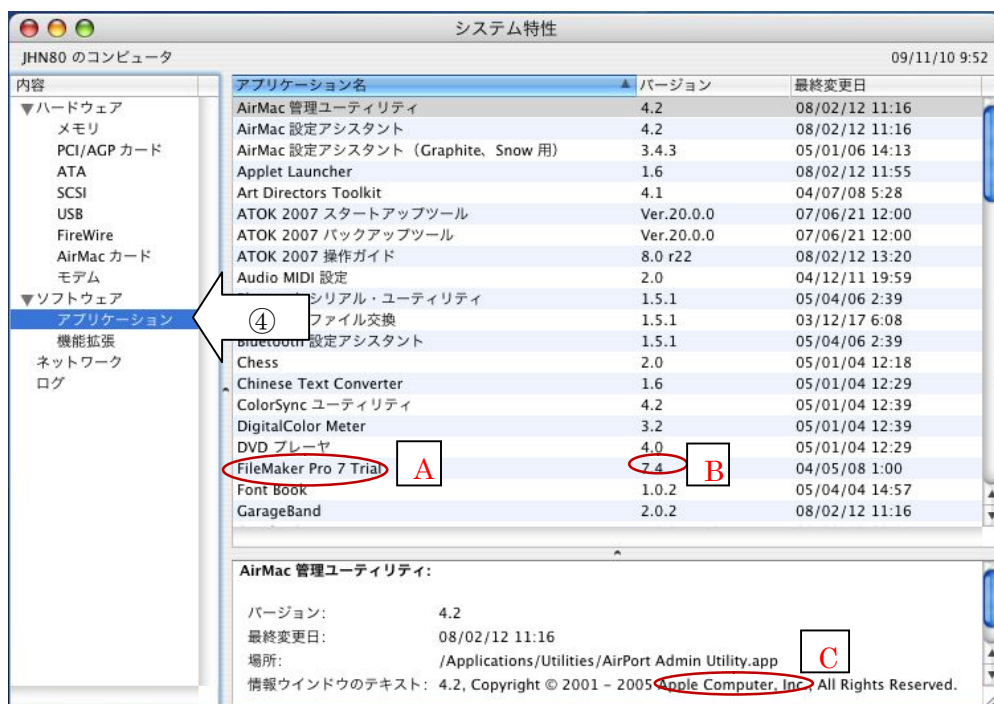 システム特性
JHN80 のコンピュータ 09/11/10 9:52
内容
▼ハードウェア
メモリ
PCI/AGP カード
ATA
SCSI
USB
FireWire
AirMac カード
モデム
▼ソフトウェア
アプリケーション
機能拡張
ネットワーク
ログ
④
アプリケーション名 バージョン 最終変更日
AirMac 管理ユーティリティ 4.2 08/02/12 11:16
AirMac 設定アシスタント 4.2 08/02/12 11:16
AirMac 設定アシスタント（Graphite、Snow 用） 3.4.3 05/01/06 14:13
Applet Launcher 1.6 08/02/12 11:55
Art Directors Toolkit 4.1 04/07/08 5:28
ATOK 2007 スタートアップツール Ver.20.0.0 07/06/21 12:00
ATOK 2007 バックアップツール Ver.20.0.0 07/06/21 12:00
ATOK 2007 操作ガイド 8.0 r22 08/02/12 13:20
Audio MIDI 設定 2.0 04/12/11 19:59
シリアル・ユーティリティ 1.5.1 05/04/06 2:39
ファイル交換 1.5.1 03/12/17 6:08
Bluetooth 設定アシスタント 1.5.1 05/04/06 2:39
Chess 2.0 05/01/04 12:18
Chinese Text Converter 1.6 05/01/04 12:29
ColorSync ユーティリティ 4.2 05/01/04 12:39
DigitalColor Meter 3.2 05/01/04 12:39
DVD プレーヤ 4.0 05/01/04 12:29
FileMaker Pro 7 Trial A 7.4 B 04/05/08 1:00
Font Book 1.0.2 05/04/04 14:57
GarageBand 2.0.2 08/02/12 11:16
AirMac 管理ユーティリティ:
バージョン: 4.2
最終変更日: 08/02/12 11:16
場所: /Applications/Utilities/AirPort Admin Utility.app
C
情報ウインドウのテキスト: 4.2, Copyright © 2001 – 2005 Apple Computer, Inc., All Rights Reserved.